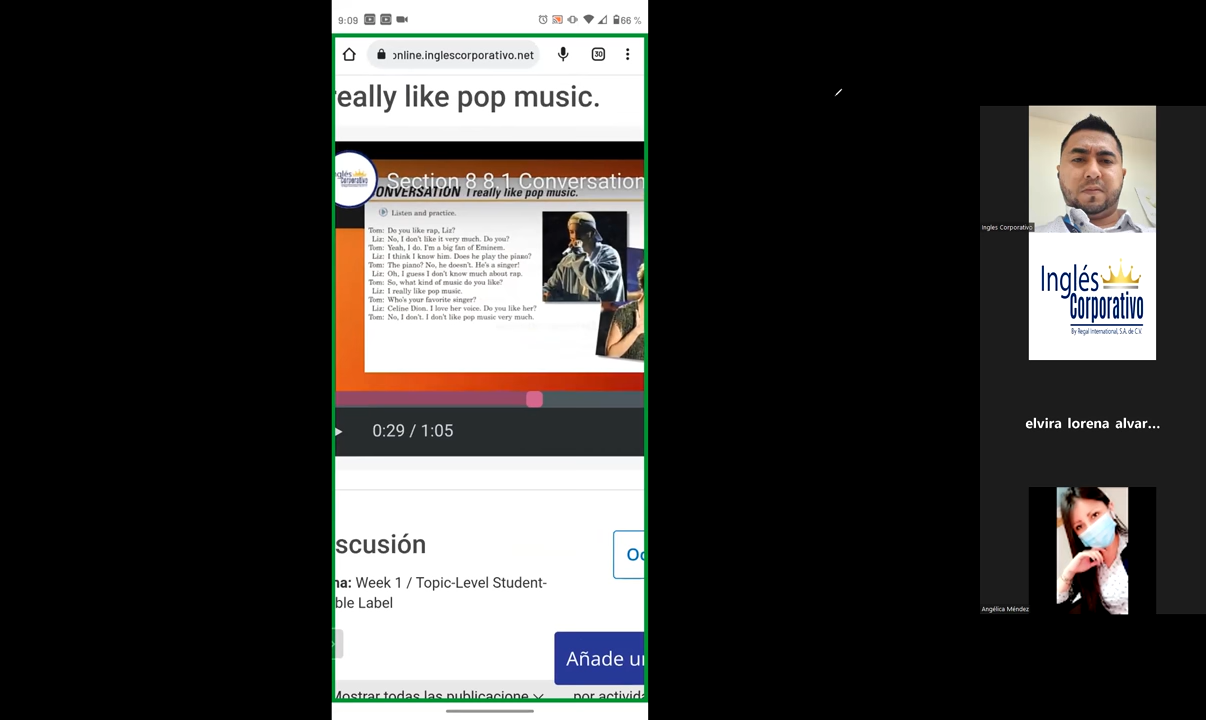 9:09
66 %
online.inglescorporativo.net
30
really like pop music.
Inglés
Corporativo
Section 8 8.1 Conversation
CONVERSATION I really like pop music.
Listen and practice.
Tom: Do you like rap, Liz?
Liz: No, I don't like it very much. Do you?
Tom: Yeah, I do. I'm a big fan of Eminem.
Liz: I think I know him. Does he play the piano?
Tom: The piano? No, he doesn't. He's a singer!
Liz: Oh, I guess I don't know much about rap.
Tom: So, what kind of music do you like?
Liz: I really like pop music.
Tom: Who's your favorite singer?
Liz: Celine Dion. I love her voice. Do you like her?
Tom: No, I don't. I don't like pop music very much.
0:29 / 1:05
scusión
Oc
na: Week 1 / Topic-Level Student-
ble Label
Añade un
Mostrar todas las publicacione
por activida
ingles Corporativo
Inglés
Corporativo
By Regal International, S.A. de C.V.
elvira lorena alvar...
Angélica Méndez